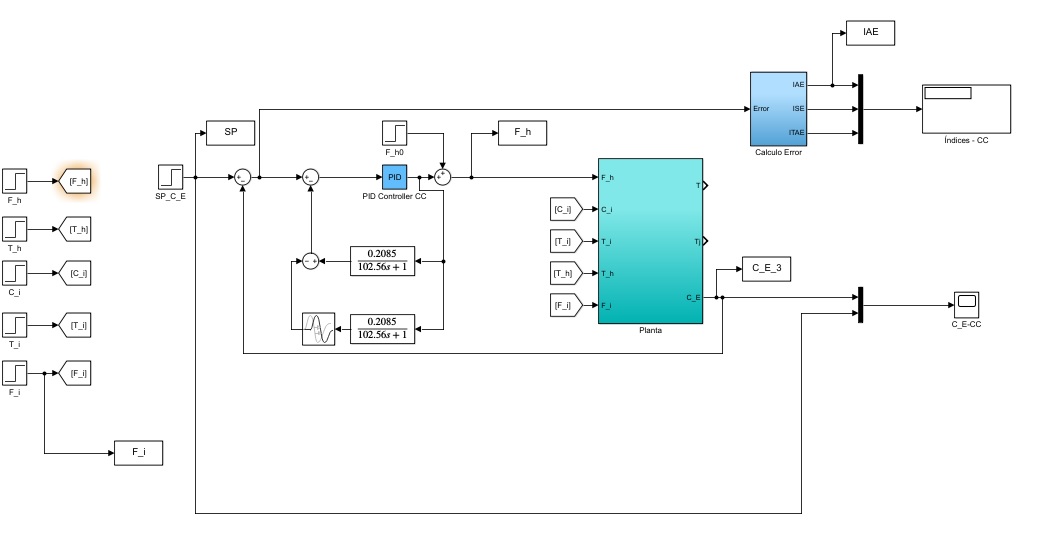 IAE
IAE
Error
ISE
ITAE
Calculo Error
Índices - CC
SP
F_h0
F_h
[F_h]
F_h
SP_C_E
PID
PID Controller CC
F_h
T
[C_i]
C_i
[T_h]
T_h
[T_i]
T_i
Tj
[C_i]
C_i
0.2085
102.56s + 1
[T_h]
T_h
C_E_3
[F_i]
F_i
C_E
Planta
[T_i]
T_i
0.2085
102.56s + 1
C_E-CC
[F_i]
F_i
F_i